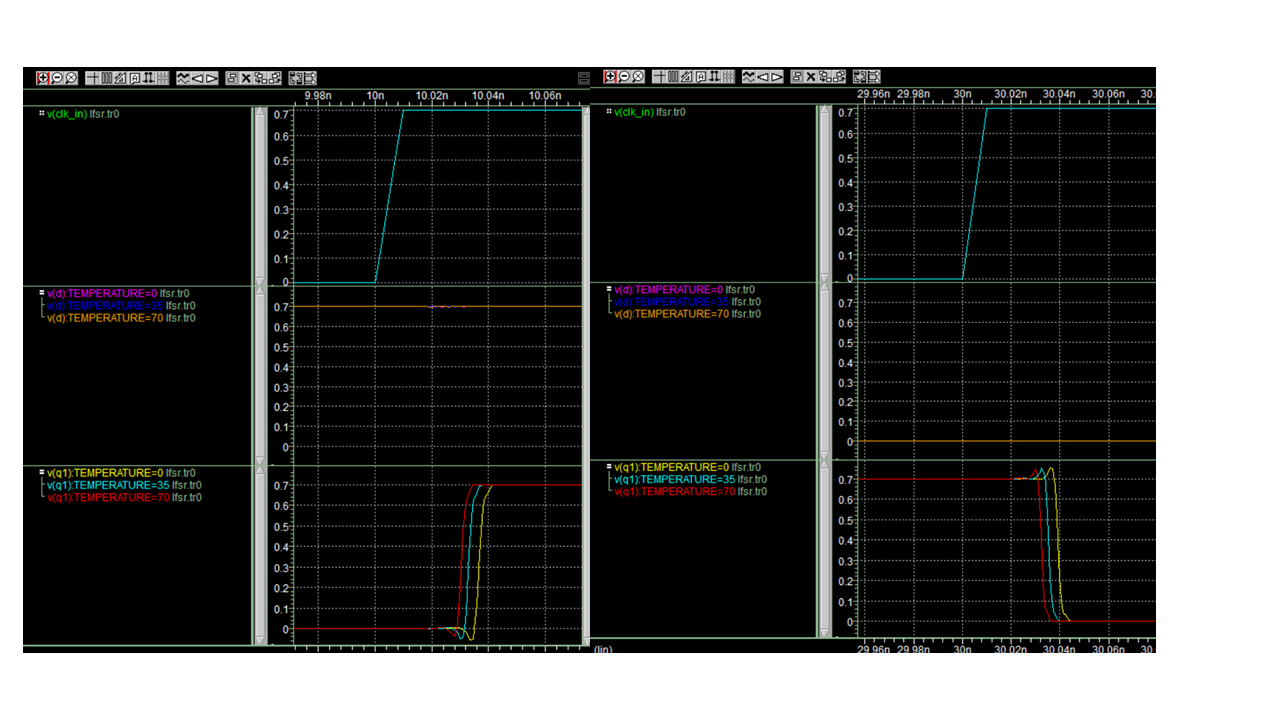 9.98n 10n 10.02n 10.04n 10.06n
v(clk_in) lfsr.tr0
0.7
0.6
0.5
0.4
0.3
0.2
0.1
0
v(d):TEMPERATURE=0 lfsr.tr0
v(d):TEMPERATURE=35 lfsr.tr0
v(d):TEMPERATURE=70 lfsr.tr0
0.7
0.6
0.5
0.4
0.3
0.2
0.1
0
v(q1):TEMPERATURE=0 lfsr.tr0
v(q1):TEMPERATURE=35 lfsr.tr0
v(q1):TEMPERATURE=70 lfsr.tr0
0.7
0.6
0.5
0.4
0.3
0.2
0.1
0
29.96n 29.98n 30n 30.02n 30.04n 30.06n 30.
v(clk_in) lfsr.tr0
0.7
0.6
0.5
0.4
0.3
0.2
0.1
0
v(d):TEMPERATURE=0 lfsr.tr0
v(d):TEMPERATURE=35 lfsr.tr0
v(d):TEMPERATURE=70 lfsr.tr0
0.7
0.6
0.5
0.4
0.3
0.2
0.1
0
v(q1):TEMPERATURE=0 lfsr.tr0
v(q1):TEMPERATURE=35 lfsr.tr0
v(q1):TEMPERATURE=70 lfsr.tr0
0.7
0.6
0.5
0.4
0.3
0.2
0.1
0
(lin) 29.96n 29.98n 30n 30.02n 30.04n 30.06n 30.